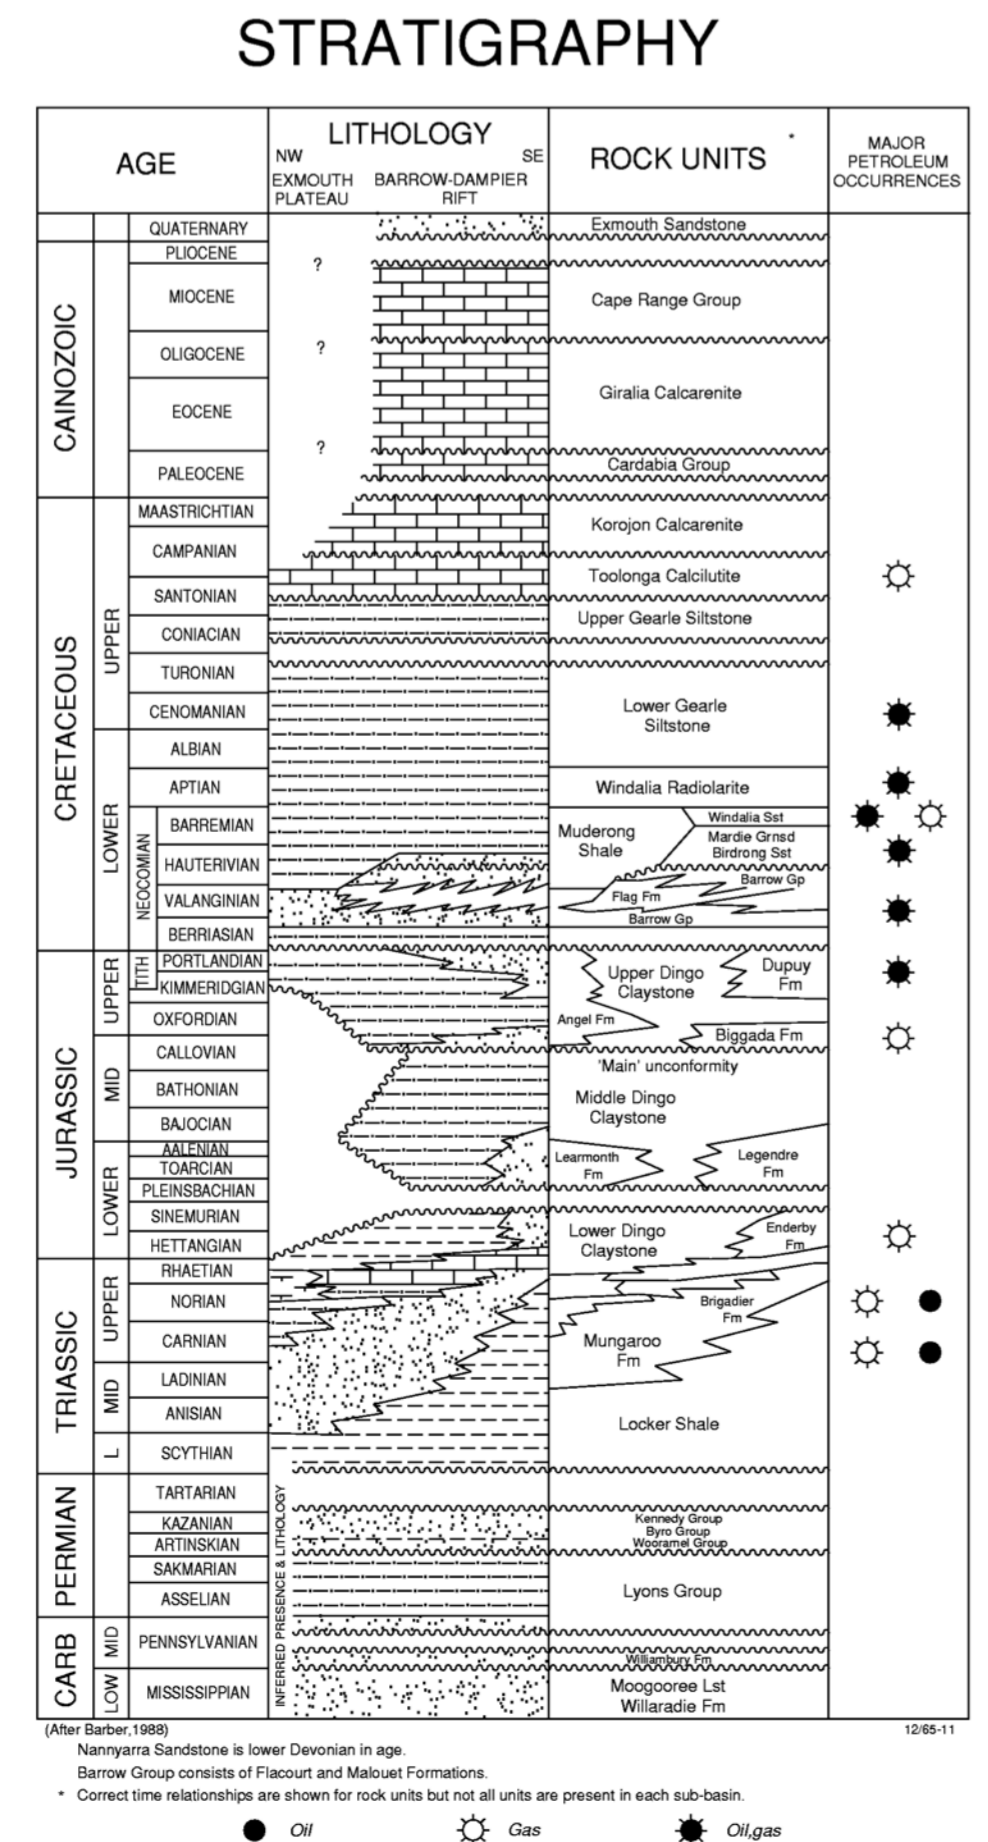 STRATIGRAPHY
AGE
LITHOLOGY
NW
SE
EXMOUTH
PLATEAU
BARROW-DAMPIER
RIFT
ROCK UNITS
*
MAJOR
PETROLEUM
OCCURRENCES
CAINOZOIC
QUATERNARY
PLIOCENE
MIOCENE
OLIGOCENE
EOCENE
PALEOCENE
?
?
?
Exmouth Sandstone
Cape Range Group
Giralia Calcarenite
Cardabia Group
CRETACEOUS
UPPER
MAASTRICHTIAN
CAMPANIAN
SANTONIAN
CONIACIAN
TURONIAN
CENOMANIAN
LOWER
ALBIAN
APTIAN
NEOCOMIAN
BARREMIAN
HAUTERIVIAN
VALANGINIAN
BERRIASIAN
Korojon Calcarenite
Toolonga Calcilutite
Upper Gearle Siltstone
Lower Gearle
Siltstone
Windalia Radiolarite
Muderong
Shale
Windalia Sst
Mardie Grnsd
Birdrong Sst
Barrow Gp
Flag Fm
Barrow Gp
JURASSIC
UPPER
TITH
PORTLANDIAN
KIMMERIDGIAN
OXFORDIAN
MID
CALLOVIAN
BATHONIAN
BAJOCIAN
LOWER
AALENIAN
TOARCIAN
PLEINSBACHIAN
SINEMURIAN
HETTANGIAN
Upper Dingo
Claystone
Dupuy
Fm
Angel Fm
Biggada Fm
'Main' unconformity
Middle Dingo
Claystone
Learmonth
Fm
Legendre
Fm
Lower Dingo
Claystone
Enderby
Fm
TRIASSIC
UPPER
RHAETIAN
NORIAN
CARNIAN
MID
LADINIAN
ANISIAN
L
SCYTHIAN
Brigadier
Fm
Mungaroo
Fm
Locker Shale
PERMIAN
TARTARIAN
KAZANIAN
ARTINSKIAN
SAKMARIAN
ASSELIAN
INFERRED PRESENCE & LITHOLOGY
Kennedy Group
Byro Group
Wooramel Group
Lyons Group
CARB
MID
PENNSYLVANIAN
LOW
MISSISSIPPIAN
Williambury Fm
Moogooree Lst
Willaradie Fm
(After Barber,1988)
12/65-11
Nannyarra Sandstone is lower Devonian in age.
Barrow Group consists of Flacourt and Malouet Formations.
* Correct time relationships are shown for rock units but not all units are present in each sub-basin.
Oil
Gas
Oil,gas